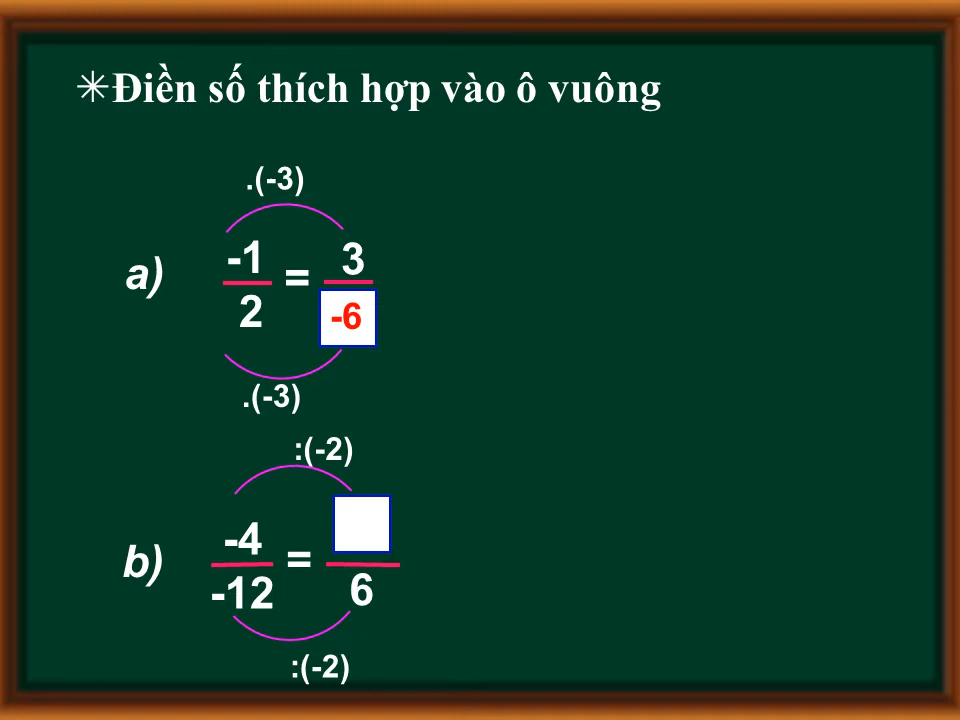 ✳Điền số thích hợp vào ô vuông
.(-3)
a) -1 = 3
2 -6
.(-3)
:(-2)
b) -4 =
-12 6
:(-2)